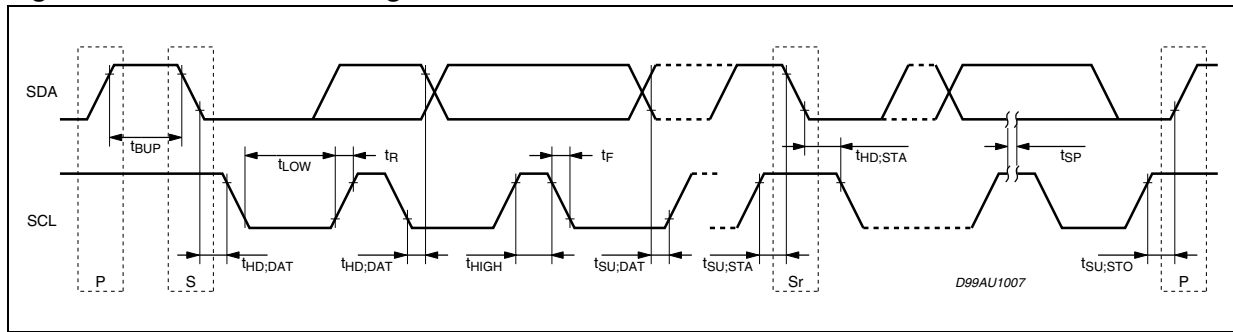 SDA
tBUP
tLOW
tR
tF
tHD;STA
tSP
SCL
tHD;DAT
tHD;DAT
tHIGH
tSU;DAT
tSU;STA
tSU;STO
P
S
Sr
D99AU1007
P